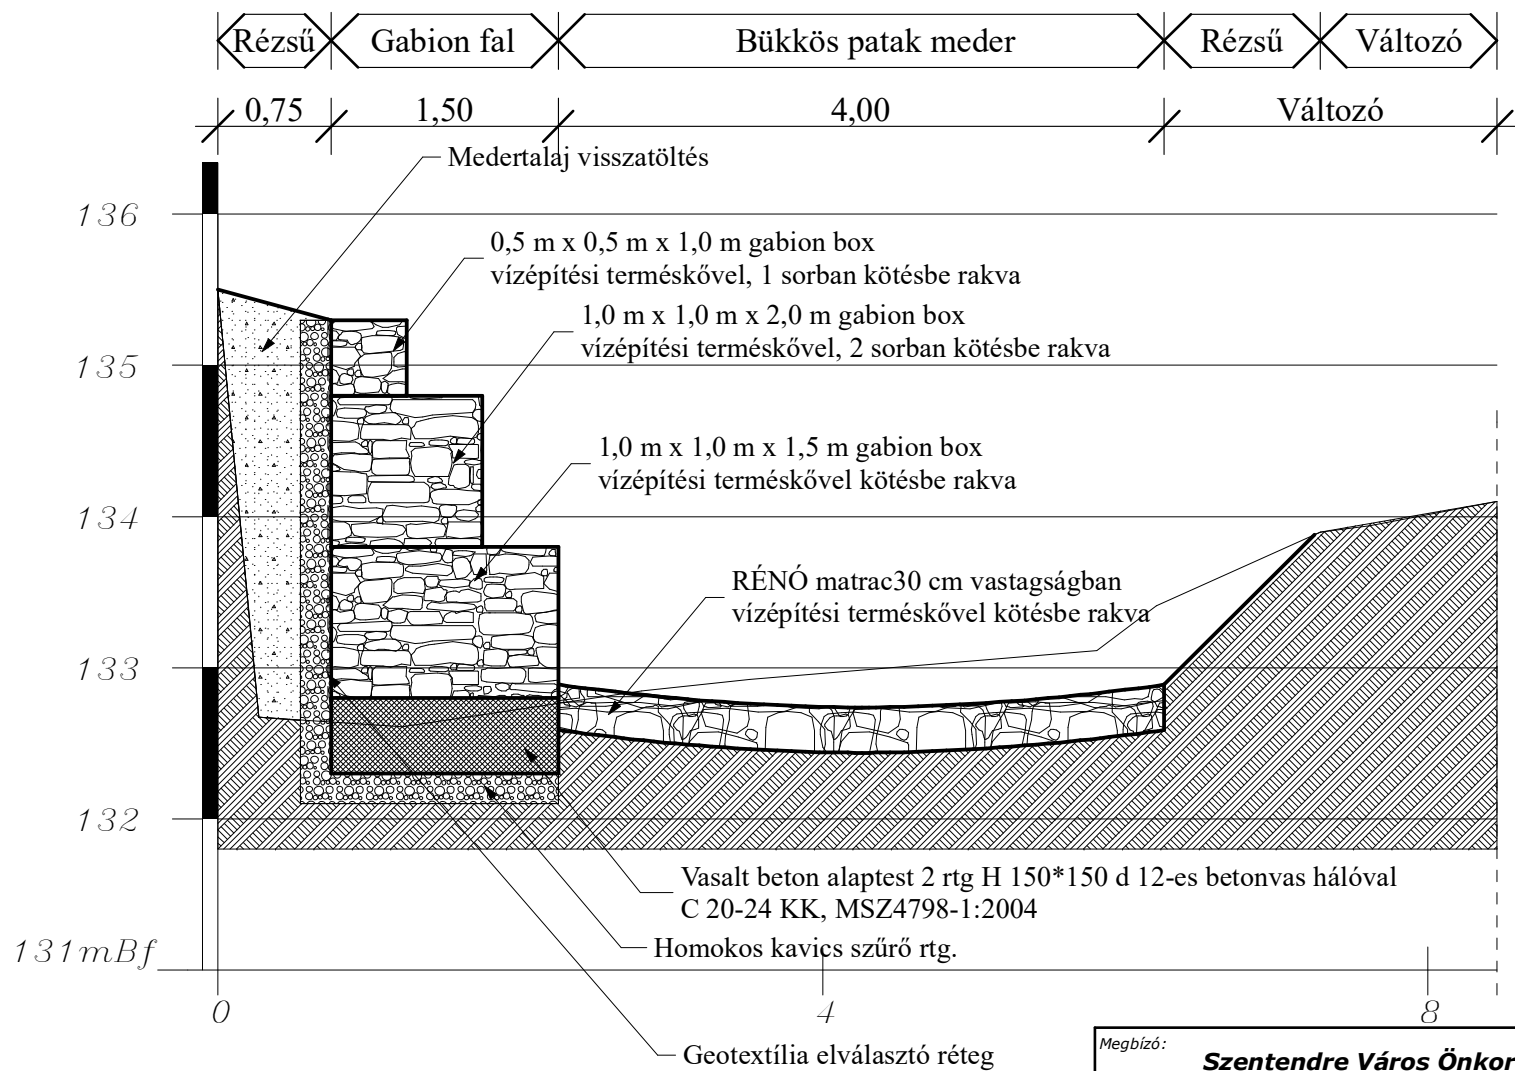 Rézsű Gabion fal Bükkös patak meder Rézsű Változó
0,75 1,50 4,00 Változó
Medertalaj visszatöltés
136
0,5 m x 0,5 m x 1,0 m gabion box
vízépítési terméskővel, 1 sorban kötésbe rakva
1,0 m x 1,0 m x 2,0 m gabion box
vízépítési terméskővel, 2 sorban kötésbe rakva
135
1,0 m x 1,0 m x 1,5 m gabion box
vízépítési terméskővel kötésbe rakva
134
RÉNÓ matrac30 cm vastagságban
vízépítési terméskővel kötésbe rakva
133
132
Vasalt beton alaptest 2 rtg H 150*150 d 12-es betonvas hálóval
C 20-24 KK, MSZ4798-1:2004
Homokos kavics szűrő rtg.
131mBf
0 4 8
Geotextília elválasztó réteg
Megbízó:
Szentendre Város Önkor